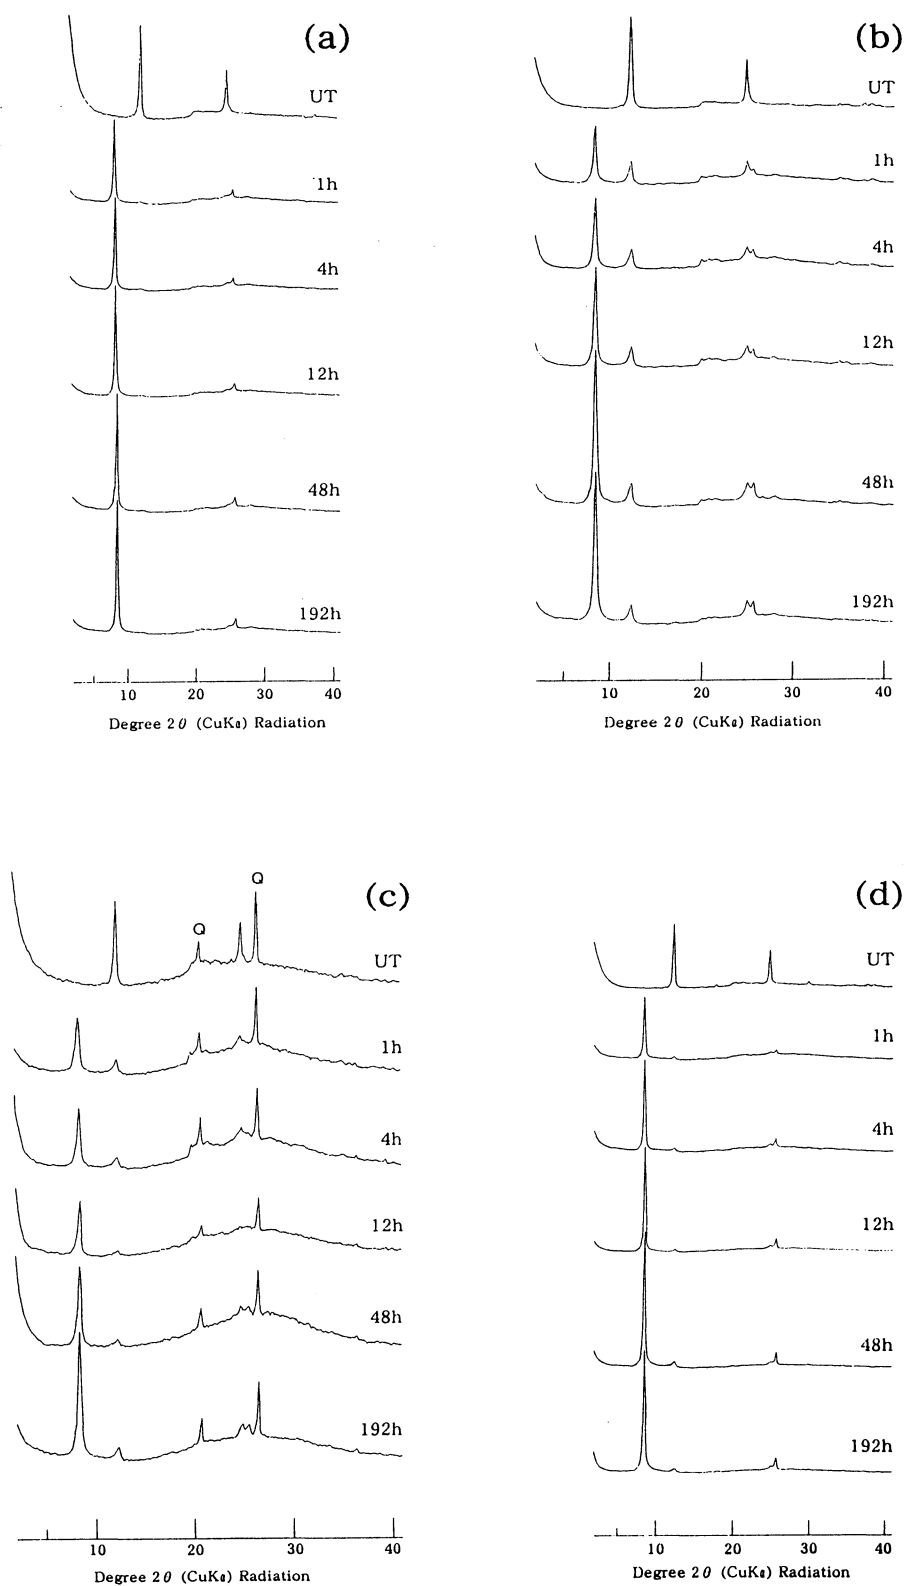 (a)
UT
1h
4h
12h
48h
192h
10 20 30 40
Degree 2θ (CuKα) Radiation
(b)
UT
1h
4h
12h
48h
192h
10 20 30 40
Degree 2θ (CuKα) Radiation
(c)
Q
Q
UT
1h
4h
12h
48h
192h
10 20 30 40
Degree 2θ (CuKα) Radiation
(d)
UT
1h
4h
12h
48h
192h
10 20 30 40
Degree 2θ (CuKα) Radiation